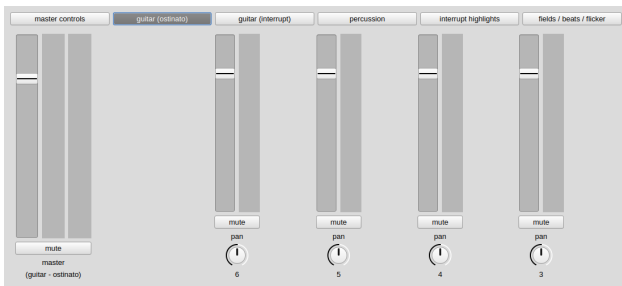 master controls
guitar (ostinato)
guitar (interrupt)
percussion
interrupt highlights
fields / beats / flicker
mute
master
(guitar - ostinato)
mute
pan
6
mute
pan
5
mute
pan
4
mute
pan
3